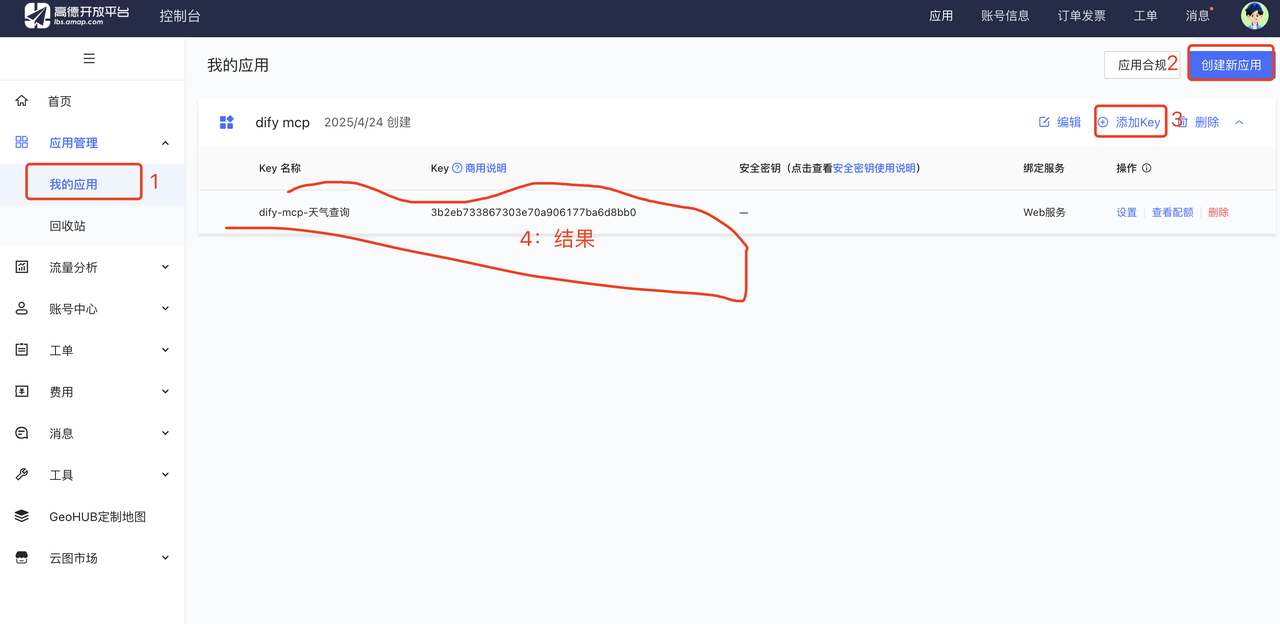 高德开放平台 控制台 应用 账号信息 订单发票 工单 消息
lbs.amap.com
我的应用 应用合规 2 创建新应用
首页
应用管理
dify mcp 2025/4/24 创建 编辑 添加Key 3 删除
Key 名称 Key 商用说明 安全密钥（点击查看安全密钥使用说明） 绑定服务 操作
我的应用 1
dify-mcp-天气查询 3b2eb733867303e70a906177ba6d8bb0 — Web服务 设置 查看配额 删除
回收站
4：结果
流量分析
账号中心
工单
费用
消息
工具
GeoHUB定制地图
云图市场